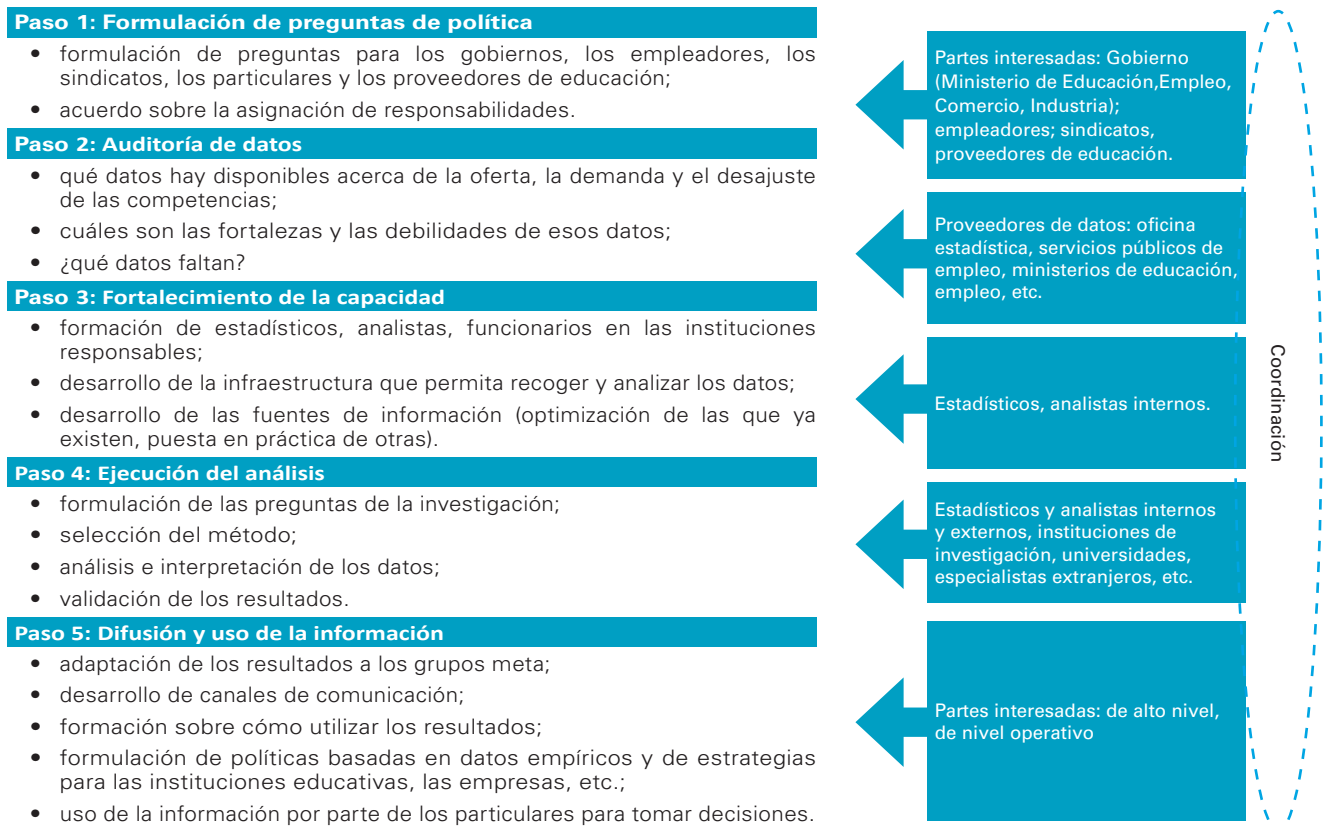 Paso 1: Formulación de preguntas de política
• formulación de preguntas para los gobiernos, los empleadores, los
sindicatos, los particulares y los proveedores de educación;
• acuerdo sobre la asignación de responsabilidades.
Partes interesadas: Gobierno
(Ministerio de Educación,Empleo,
Comercio, Industria);
empleadores; sindicatos,
proveedores de educación.
Paso 2: Auditoría de datos
• qué datos hay disponibles acerca de la oferta, la demanda y el desajuste
de las competencias;
• cuáles son las fortalezas y las debilidades de esos datos;
• ¿qué datos faltan?
Proveedores de datos: oficina
estadística, servicios públicos de
empleo, ministerios de educación,
empleo, etc.
Paso 3: Fortalecimiento de la capacidad
• formación de estadísticos, analistas, funcionarios en las instituciones
responsables;
• desarrollo de la infraestructura que permita recoger y analizar los datos;
• desarrollo de las fuentes de información (optimización de las que ya
existen, puesta en práctica de otras).
Estadísticos, analistas internos.
Paso 4: Ejecución del análisis
• formulación de las preguntas de la investigación;
• selección del método;
• análisis e interpretación de los datos;
• validación de los resultados.
Estadísticos y analistas internos
y externos, instituciones de
investigación, universidades,
especialistas extranjeros, etc.
Paso 5: Difusión y uso de la información
• adaptación de los resultados a los grupos meta;
• desarrollo de canales de comunicación;
• formación sobre cómo utilizar los resultados;
• formulación de políticas basadas en datos empíricos y de estrategias
para las instituciones educativas, las empresas, etc.;
• uso de la información por parte de los particulares para tomar decisiones.
Partes interesadas: de alto nivel,
de nivel operativo
Coordinación